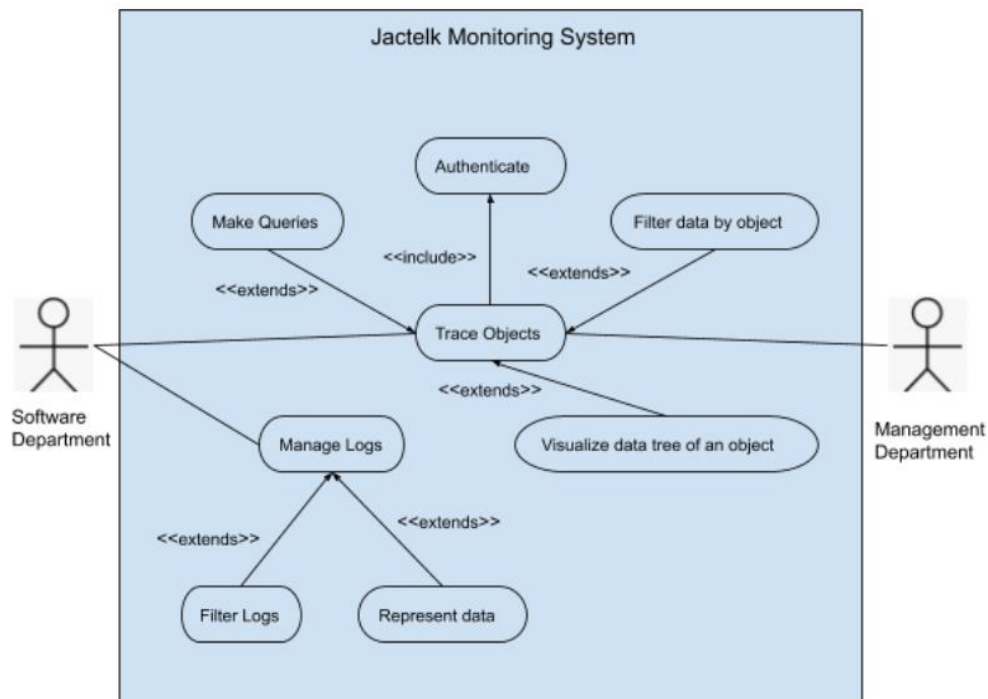 Jactelk Monitoring System
Authenticate
Make Queries
Filter data by object
<<include>>
<<extends>>
<<extends>>
Trace Objects
<<extends>>
Software
Department
Management
Department
Manage Logs
Visualize data tree of an object
<<extends>>
<<extends>>
Filter Logs
Represent data